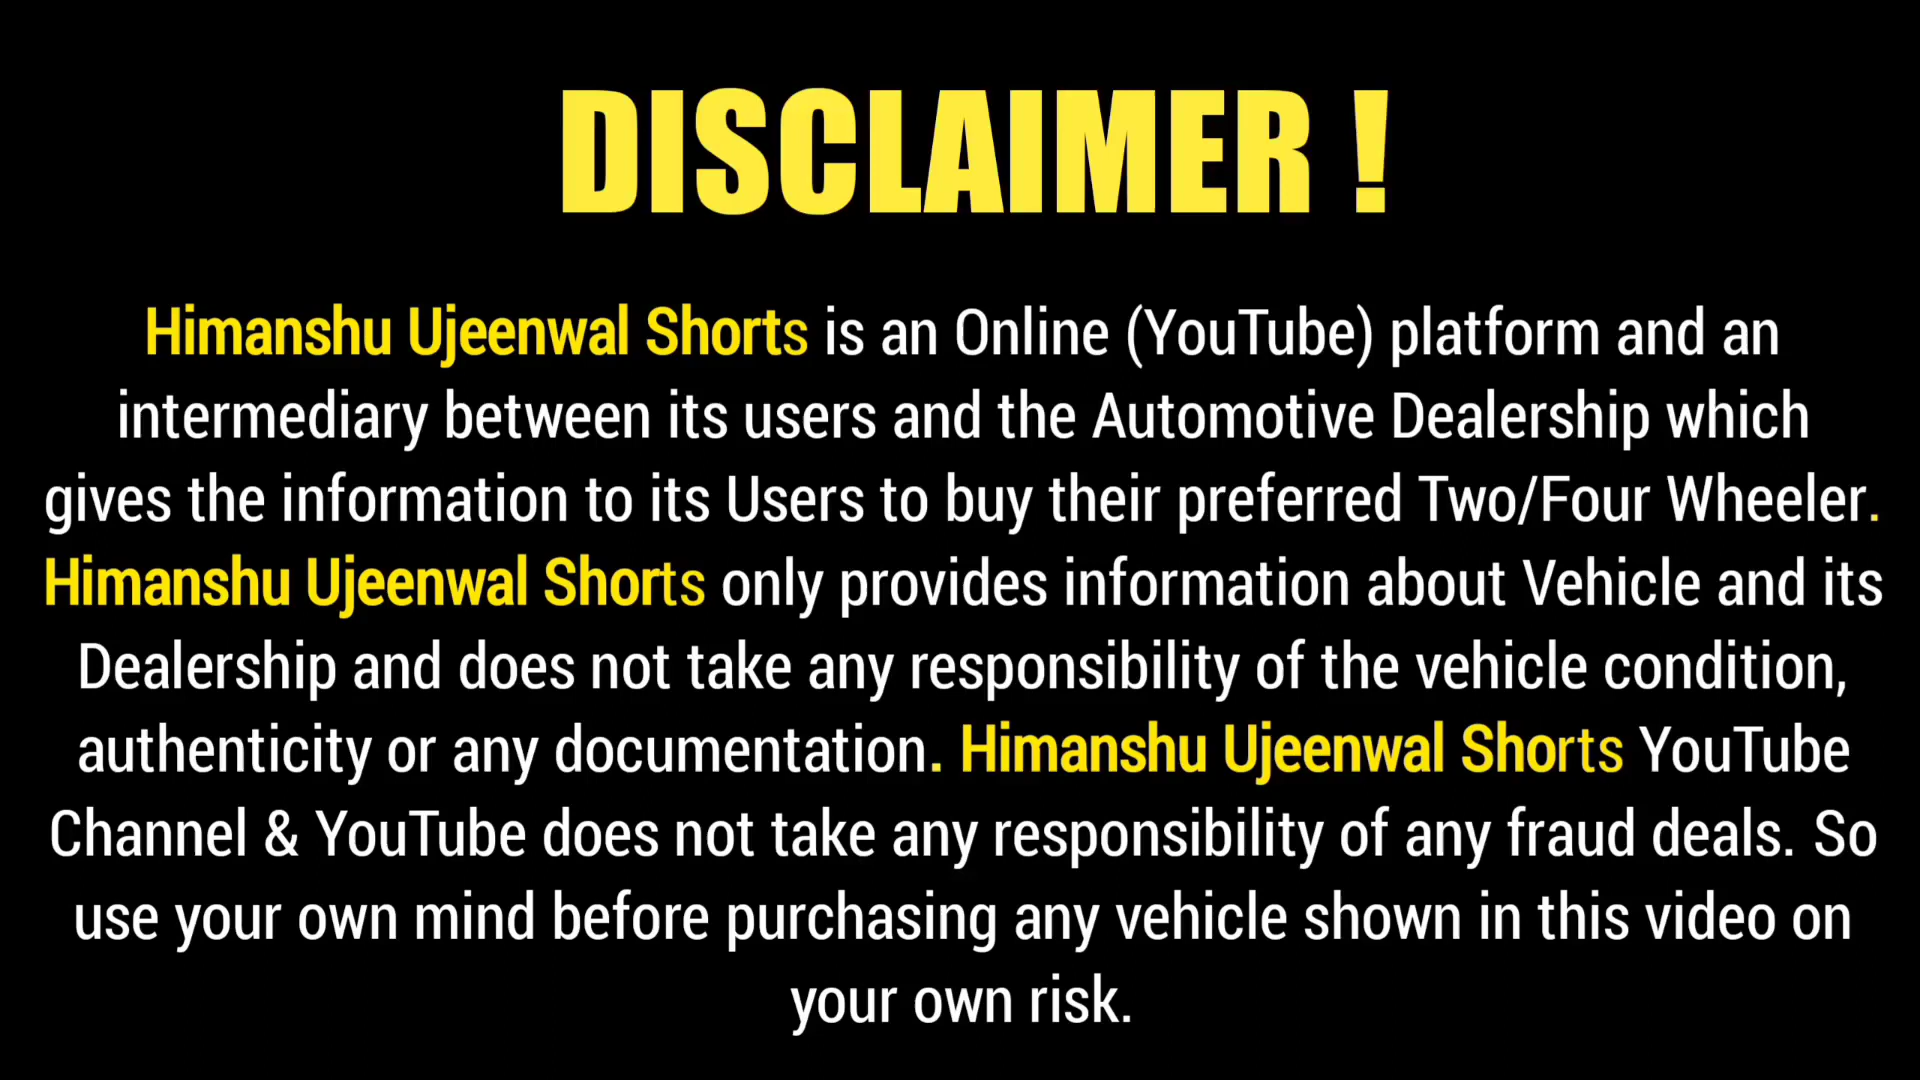 DISCLAIMER !
Himanshu Ujeenwal Shorts is an Online (YouTube) platform and an
intermediary between its users and the Automotive Dealership which
gives the information to its Users to buy their preferred Two/Four Wheeler.
Himanshu Ujeenwal Shorts only provides information about Vehicle and its
Dealership and does not take any responsibility of the vehicle condition,
authenticity or any documentation. Himanshu Ujeenwal Shorts YouTube
Channel & YouTube does not take any responsibility of any fraud deals. So
use your own mind before purchasing any vehicle shown in this video on
your own risk.